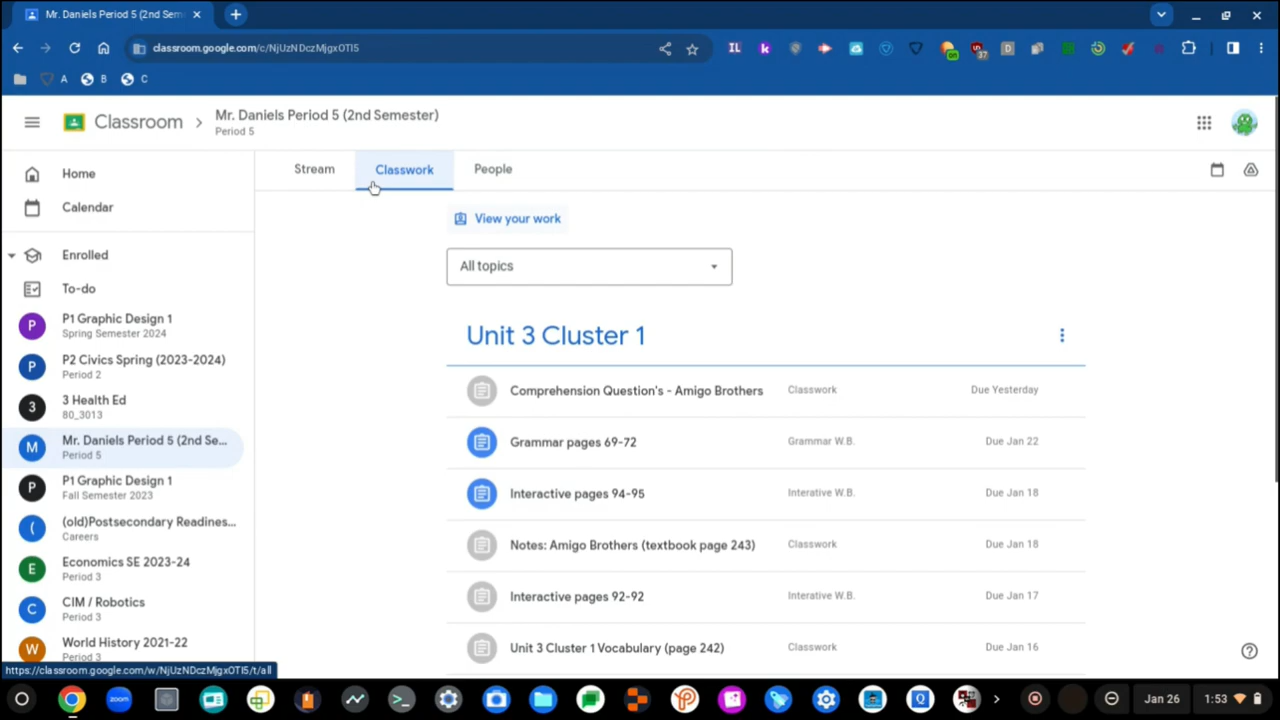 Mr. Daniels Period 5 (2nd Sem
classroom.google.com/c/NjUzNDczMjgxOTI5
IL
k
37
D
A
B
C
Classroom
Mr. Daniels Period 5 (2nd Semester)
Period 5
Home
Calendar
Enrolled
To-do
P
P1 Graphic Design 1
Spring Semester 2024
P
P2 Civics Spring (2023-2024)
Period 2
3
3 Health Ed
80_3013
M
Mr. Daniels Period 5 (2nd Se...
Period 5
P
P1 Graphic Design 1
Fall Semester 2023
(
(old)Postsecondary Readines...
Careers
E
Economics SE 2023-24
Period 3
C
CIM / Robotics
Period 3
W
World History 2021-22
Period 3
https://classroom.google.com/w/NjUzNDczMjgxOTI5/t/all
Stream
Classwork
People
View your work
All topics
Unit 3 Cluster 1
Comprehension Question's - Amigo Brothers Classwork Due Yesterday
Grammar pages 69-72 Grammar W.B. Due Jan 22
Interactive pages 94-95 Interative W.B. Due Jan 18
Notes: Amigo Brothers (textbook page 243) Classwork Due Jan 18
Interactive pages 92-92 Interative W.B. Due Jan 17
Unit 3 Cluster 1 Vocabulary (page 242) Classwork Due Jan 16
zoom
Jan 26
1:53